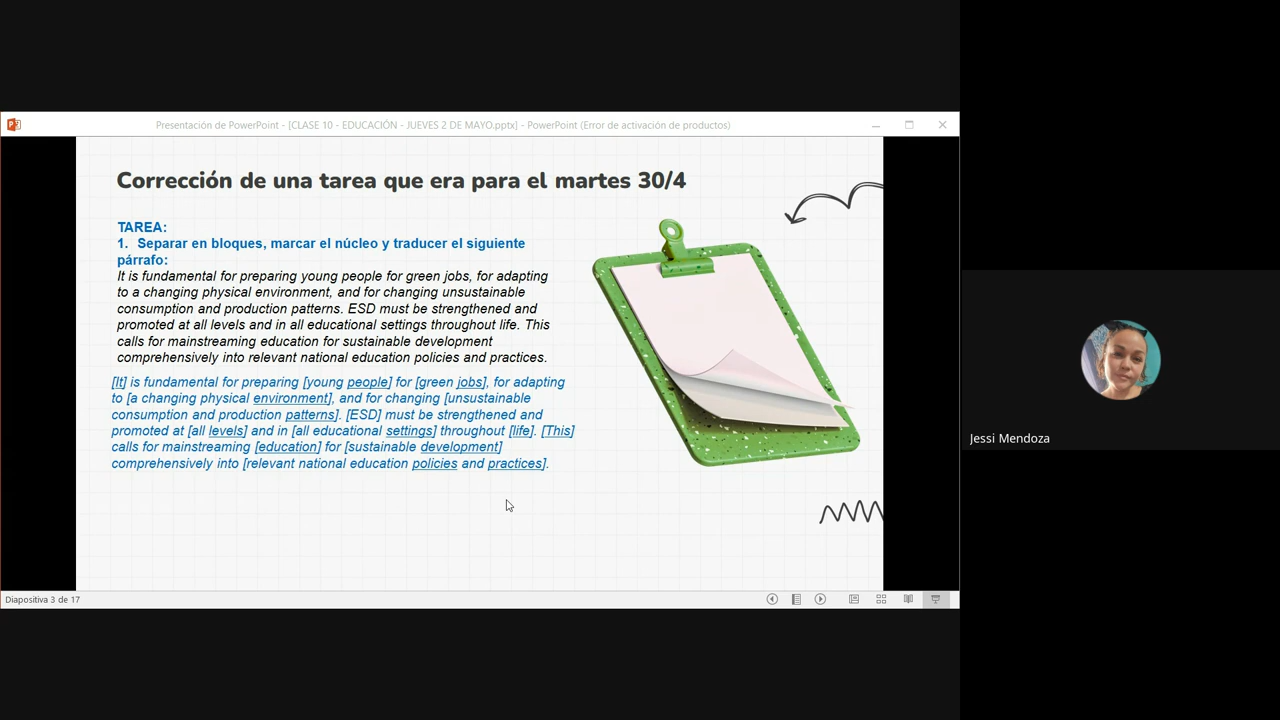 Presentación de PowerPoint - [CLASE 10 - EDUCACIÓN - JUEVES 2 DE MAYO.pptx] - PowerPoint (Error de activación de productos)
Corrección de una tarea que era para el martes 30/4
TAREA:
1. Separar en bloques, marcar el núcleo y traducer el siguiente
párrafo:
It is fundamental for preparing young people for green jobs, for adapting
to a changing physical environment, and for changing unsustainable
consumption and production patterns. ESD must be strengthened and
promoted at all levels and in all educational settings throughout life. This
calls for mainstreaming education for sustainable development
comprehensively into relevant national education policies and practices.
[It] is fundamental for preparing [young people] for [green jobs], for adapting
to [a changing physical environment], and for changing [unsustainable
consumption and production patterns]. [ESD] must be strengthened and
promoted at [all levels] and in [all educational settings] throughout [life]. [This]
calls for mainstreaming [education] for [sustainable development]
comprehensively into [relevant national education policies and practices].
Jessi Mendoza
Diapositiva 3 de 17